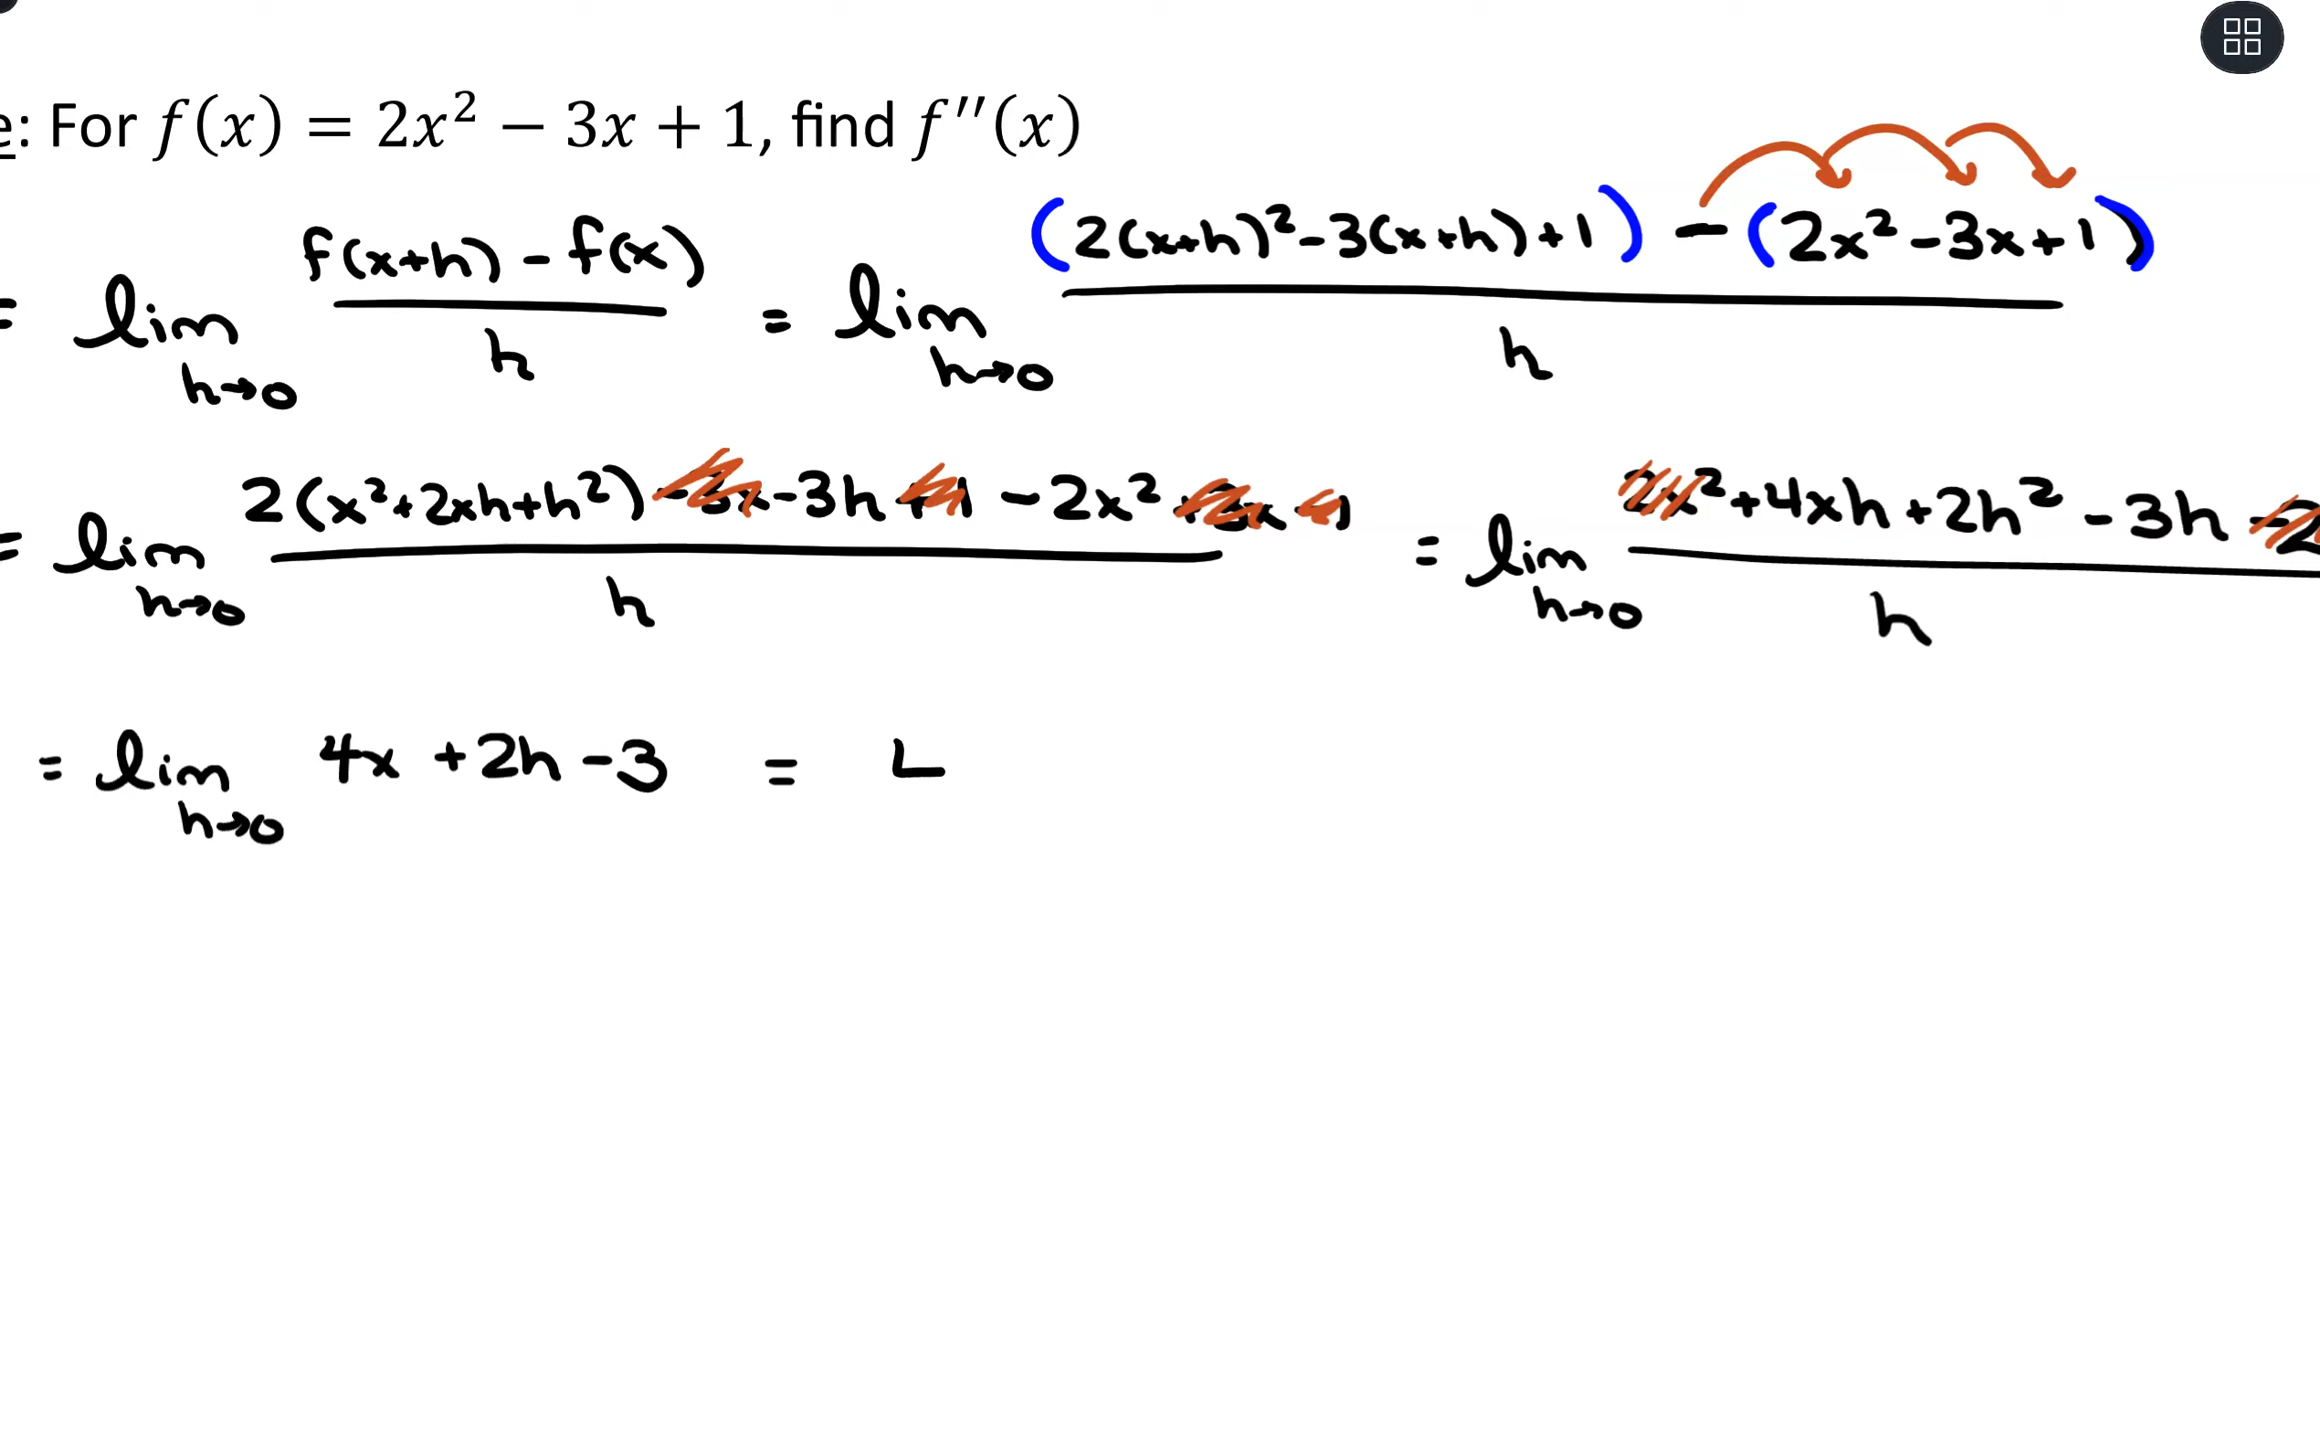 e: For f(x) = 2x² − 3x + 1, find f″(x)
= lim h→0 f(x+h) - f(x) / h = lim h→0 (2(x+h)²-3(x+h)+1) - (2x²-3x+1) / h
= lim h→0 2(x²+2xh+h²) -3x -3h +1 -2x² +3x -1 / h = lim h→0 2x²+4xh+2h²-3h -2 / h
= lim h→0 4x +2h -3 = L